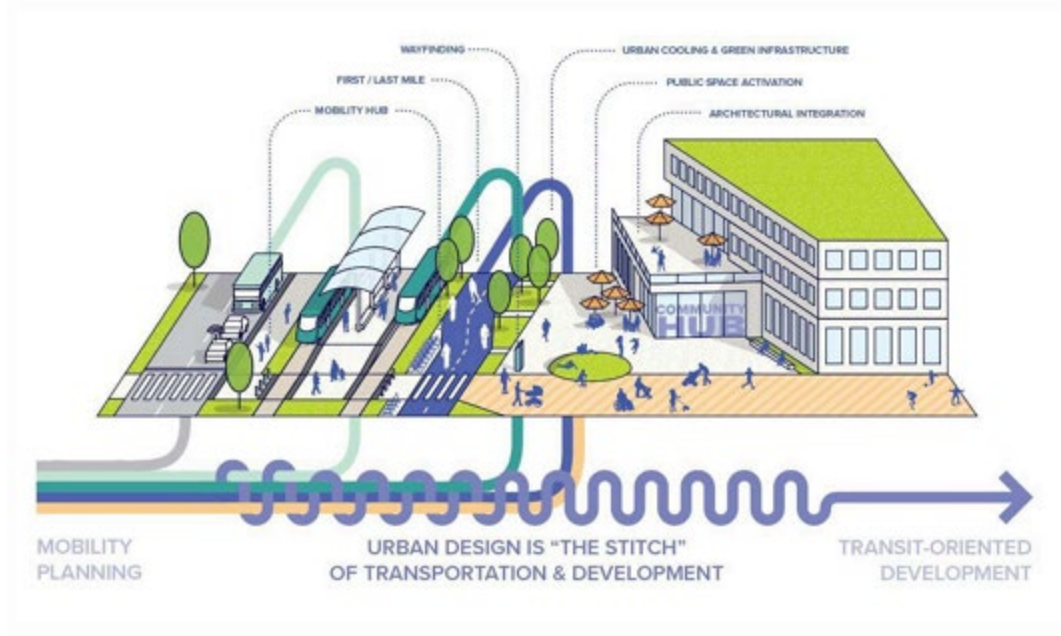 WAYFINDING
URBAN COOLING & GREEN INFRASTRUCTURE
FIRST / LAST MILE
PUBLIC SPACE ACTIVATION
MOBILITY HUB
ARCHITECTURAL INTEGRATION
COMMUNITY
HUB
MOBILITY
PLANNING
URBAN DESIGN IS “THE STITCH”
OF TRANSPORTATION & DEVELOPMENT
TRANSIT-ORIENTED
DEVELOPMENT